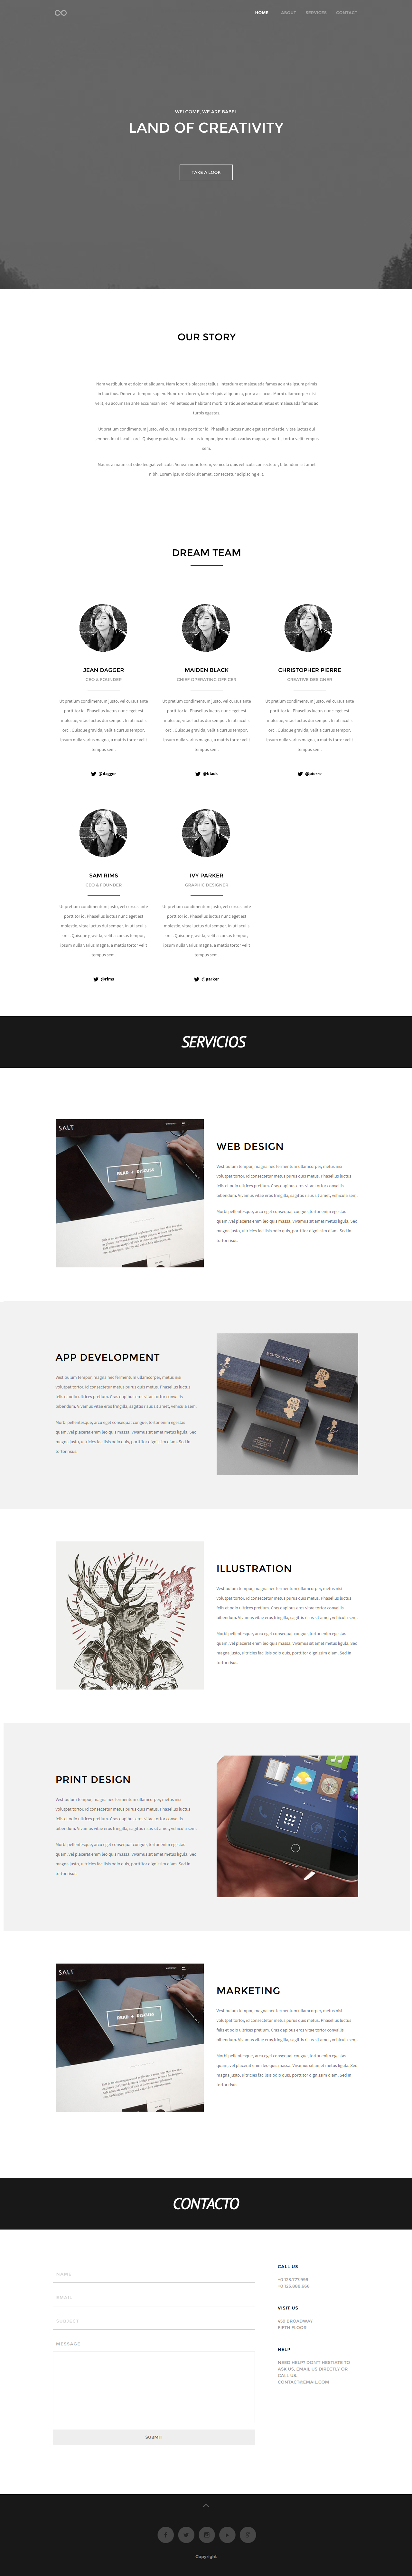 HOME ABOUT SERVICES CONTACT
WELCOME, WE ARE BABEL
LAND OF CREATIVITY
TAKE A LOOK
OUR STORY
Nam vestibulum ut dolor et aliquam. Nam lobortis placerat tellus. Interdum et malesuada fames ac ante ipsum primis
in faucibus. Donec at tempor sapien. Nunc urna lorem, laoreet quis aliquam a, porta ac lacus. Morbi ullamcorper nisi
velit, eu accumsan ante accumsan nec. Pellentesque habitant morbi tristique senectus et netus et malesuada fames ac
turpis egestas.
Ut pretium condimentum justo, vel cursus ante porttitor id. Phasellus luctus nunc eget est molestie, vitae luctus dui
semper. In ut iaculis orci. Quisque gravida, velit a cursus tempor, ipsum nulla varius magna, a mattis tortor velit tempus
sem.
Mauris a mauris ut odio feugiat vehicula. Aenean nunc lorem, vehicula quis vehicula consectetur, bibendum sit amet
nibh. Lorem ipsum dolor sit amet, consectetur adipiscing elit.
DREAM TEAM
JEAN DAGGER
CEO & FOUNDER
Ut pretium condimentum justo, vel cursus ante
porttitor id. Phasellus luctus nunc eget est
molestie, vitae luctus dui semper. In ut iaculis
orci. Quisque gravida, velit a cursus tempor,
ipsum nulla varius magna, a mattis tortor velit
tempus sem.
@dagger
MAIDEN BLACK
CHIEF OPERATING OFFICER
Ut pretium condimentum justo, vel cursus ante
porttitor id. Phasellus luctus nunc eget est
molestie, vitae luctus dui semper. In ut iaculis
orci. Quisque gravida, velit a cursus tempor,
ipsum nulla varius magna, a mattis tortor velit
tempus sem.
@black
CHRISTOPHER PIERRE
CREATIVE DESIGNER
Ut pretium condimentum justo, vel cursus ante
porttitor id. Phasellus luctus nunc eget est
molestie, vitae luctus dui semper. In ut iaculis
orci. Quisque gravida, velit a cursus tempor,
ipsum nulla varius magna, a mattis tortor velit
tempus sem.
@pierre
SAM RIMS
CEO & FOUNDER
Ut pretium condimentum justo, vel cursus ante
porttitor id. Phasellus luctus nunc eget est
molestie, vitae luctus dui semper. In ut iaculis
orci. Quisque gravida, velit a cursus tempor,
ipsum nulla varius magna, a mattis tortor velit
tempus sem.
@rims
IVY PARKER
GRAPHIC DESIGNER
Ut pretium condimentum justo, vel cursus ante
porttitor id. Phasellus luctus nunc eget est
molestie, vitae luctus dui semper. In ut iaculis
orci. Quisque gravida, velit a cursus tempor,
ipsum nulla varius magna, a mattis tortor velit
tempus sem.
@parker
SERVICIOS
SALT
READ + DISCUSS
WEB DESIGN
Vestibulum tempor, magna nec fermentum ullamcorper, metus nisi
volutpat tortor, id consectetur metus purus quis metus. Phasellus luctus
felis et odio ultrices pretium. Cras dapibus eros vitae tortor convallis
bibendum. Vivamus vitae eros fringilla, sagittis risus sit amet, vehicula sem.
Morbi pellentesque, arcu eget consequat congue, tortor enim egestas
quam, vel placerat enim leo quis massa. Vivamus sit amet metus ligula. Sed
magna justo, ultricies facilisis odio quis, porttitor dignissim diam. Sed in
tortor risus.
APP DEVELOPMENT
Vestibulum tempor, magna nec fermentum ullamcorper, metus nisi
volutpat tortor, id consectetur metus purus quis metus. Phasellus luctus
felis et odio ultrices pretium. Cras dapibus eros vitae tortor convallis
bibendum. Vivamus vitae eros fringilla, sagittis risus sit amet, vehicula sem.
Morbi pellentesque, arcu eget consequat congue, tortor enim egestas
quam, vel placerat enim leo quis massa. Vivamus sit amet metus ligula. Sed
magna justo, ultricies facilisis odio quis, porttitor dignissim diam. Sed in
tortor risus.
ILLUSTRATION
Vestibulum tempor, magna nec fermentum ullamcorper, metus nisi
volutpat tortor, id consectetur metus purus quis metus. Phasellus luctus
felis et odio ultrices pretium. Cras dapibus eros vitae tortor convallis
bibendum. Vivamus vitae eros fringilla, sagittis risus sit amet, vehicula sem.
Morbi pellentesque, arcu eget consequat congue, tortor enim egestas
quam, vel placerat enim leo quis massa. Vivamus sit amet metus ligula. Sed
magna justo, ultricies facilisis odio quis, porttitor dignissim diam. Sed in
tortor risus.
PRINT DESIGN
Vestibulum tempor, magna nec fermentum ullamcorper, metus nisi
volutpat tortor, id consectetur metus purus quis metus. Phasellus luctus
felis et odio ultrices pretium. Cras dapibus eros vitae tortor convallis
bibendum. Vivamus vitae eros fringilla, sagittis risus sit amet, vehicula sem.
Morbi pellentesque, arcu eget consequat congue, tortor enim egestas
quam, vel placerat enim leo quis massa. Vivamus sit amet metus ligula. Sed
magna justo, ultricies facilisis odio quis, porttitor dignissim diam. Sed in
tortor risus.
SALT
READ + DISCUSS
MARKETING
Vestibulum tempor, magna nec fermentum ullamcorper, metus nisi
volutpat tortor, id consectetur metus purus quis metus. Phasellus luctus
felis et odio ultrices pretium. Cras dapibus eros vitae tortor convallis
bibendum. Vivamus vitae eros fringilla, sagittis risus sit amet, vehicula sem.
Morbi pellentesque, arcu eget consequat congue, tortor enim egestas
quam, vel placerat enim leo quis massa. Vivamus sit amet metus ligula. Sed
magna justo, ultricies facilisis odio quis, porttitor dignissim diam. Sed in
tortor risus.
CONTACTO
NAME
EMAIL
SUBJECT
MESSAGE
SUBMIT
CALL US
+0 123.777.999
+0 123.888.666
VISIT US
459 BROADWAY
FIFTH FLOOR
HELP
NEED HELP? DON'T HESTIATE TO
ASK US, EMAIL US DIRECTLY OR
CALL US.
CONTACT@EMAIL.COM
Copyright